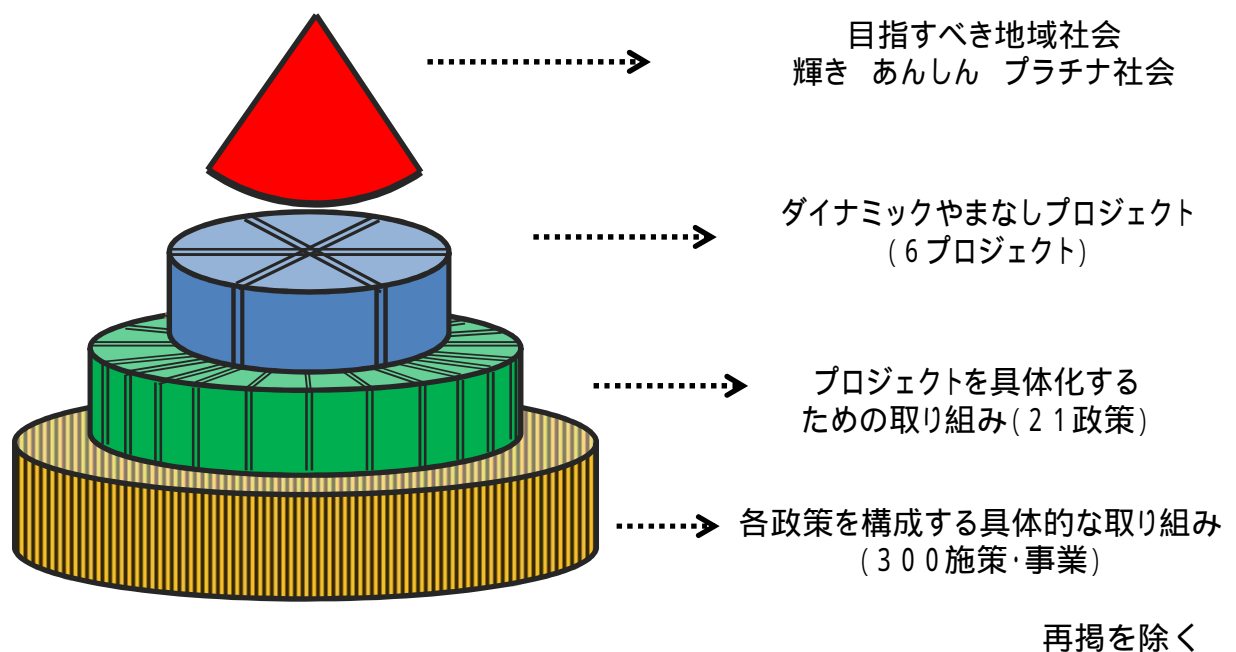 目指すべき地域社会
輝き　あんしん　プラチナ社会
ダイナミックやまなしプロジェクト
(６プロジェクト)
プロジェクトを具体化する
ための取り組み(２１政策)
各政策を構成する具体的な取り組み
(３００施策・事業)
再掲を除く